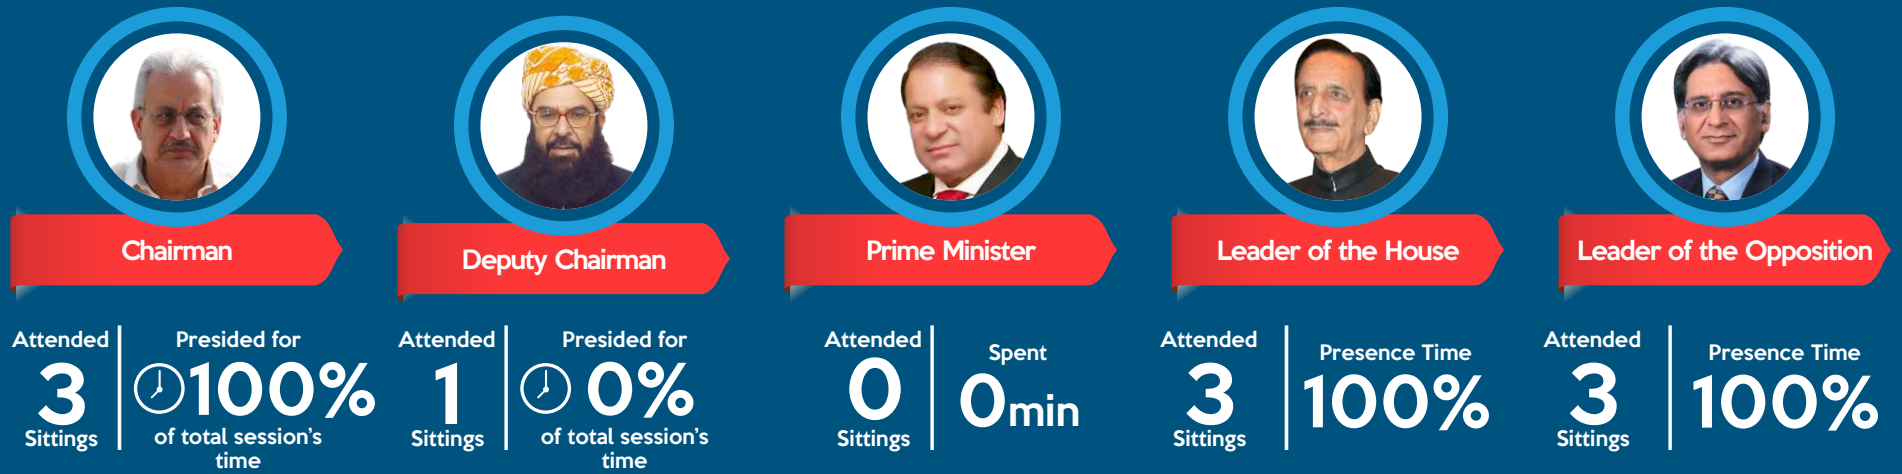 Chairman
Attended
3
Sittings
Presided for
100%
of total session's
time
Deputy Chairman
Attended
1
Sittings
Presided for
0%
of total session's
time
Prime Minister
Attended
0
Sittings
Spent
0min
Leader of the House
Attended
3
Sittings
Presence Time
100%
Leader of the Opposition
Attended
3
Sittings
Presence Time
100%